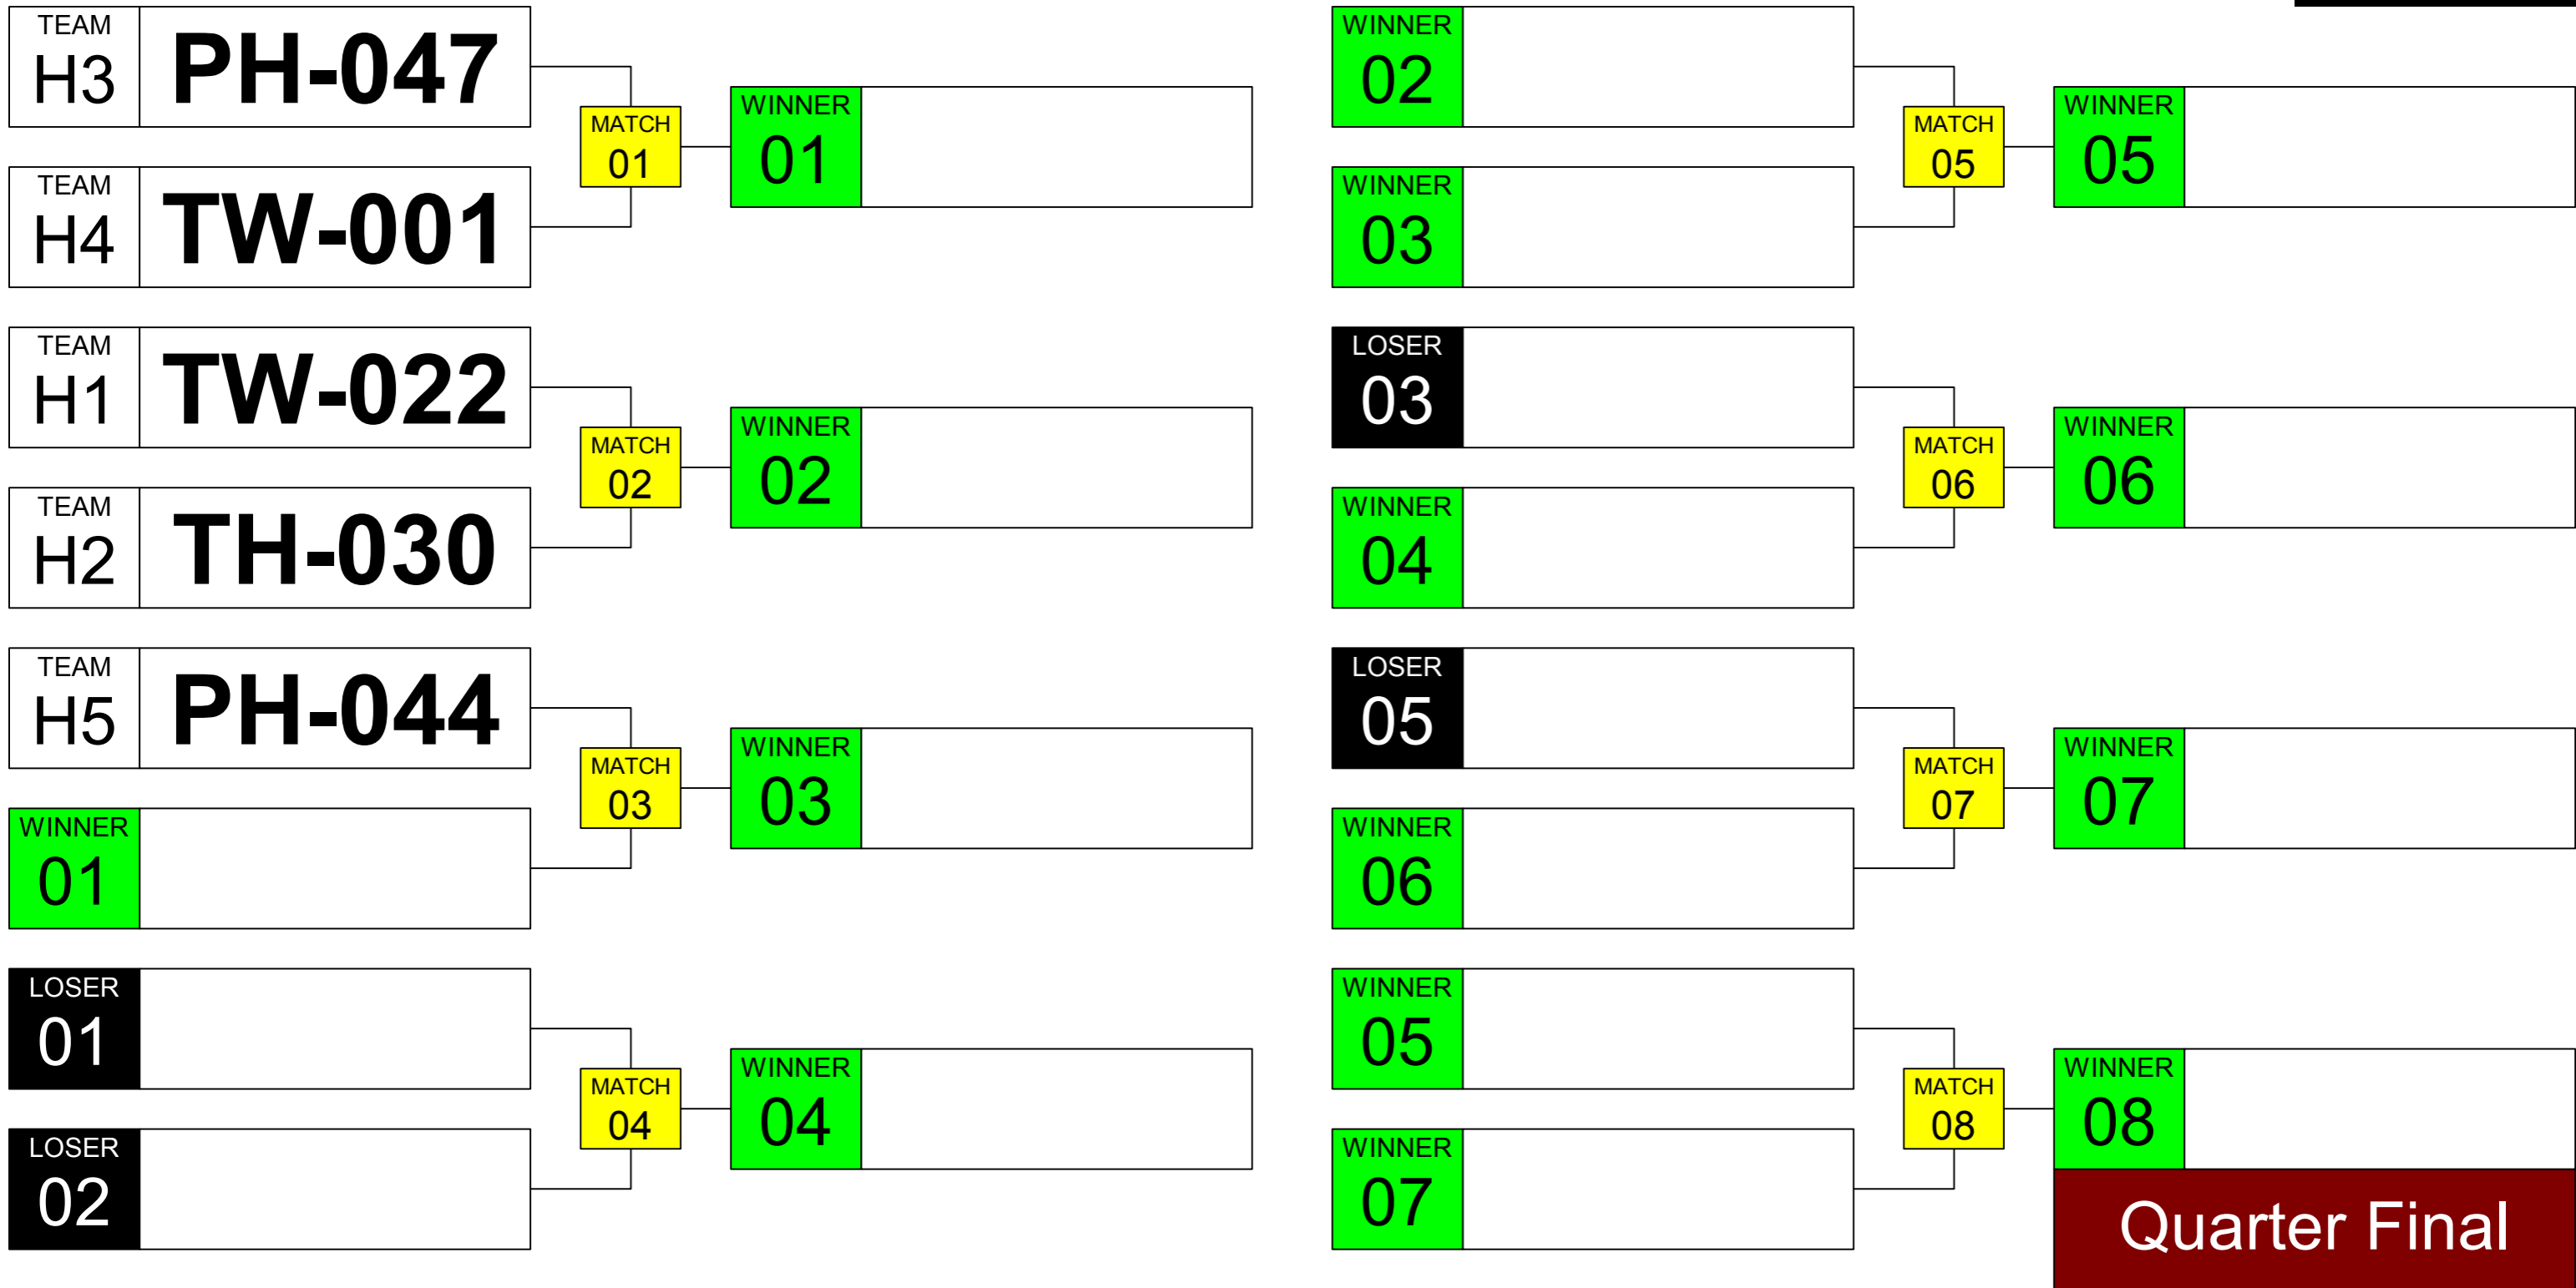 TEAM
H3
PH-047
TEAM
H4
TW-001
MATCH
01
WINNER
01
TEAM
H1
TW-022
TEAM
H2
TH-030
MATCH
02
WINNER
02
TEAM
H5
PH-044
WINNER
01
MATCH
03
WINNER
03
LOSER
01
LOSER
02
MATCH
04
WINNER
04
WINNER
02
WINNER
03
MATCH
05
WINNER
05
LOSER
03
WINNER
04
MATCH
06
WINNER
06
LOSER
05
WINNER
06
MATCH
07
WINNER
07
WINNER
05
WINNER
07
MATCH
08
WINNER
08
Quarter Final